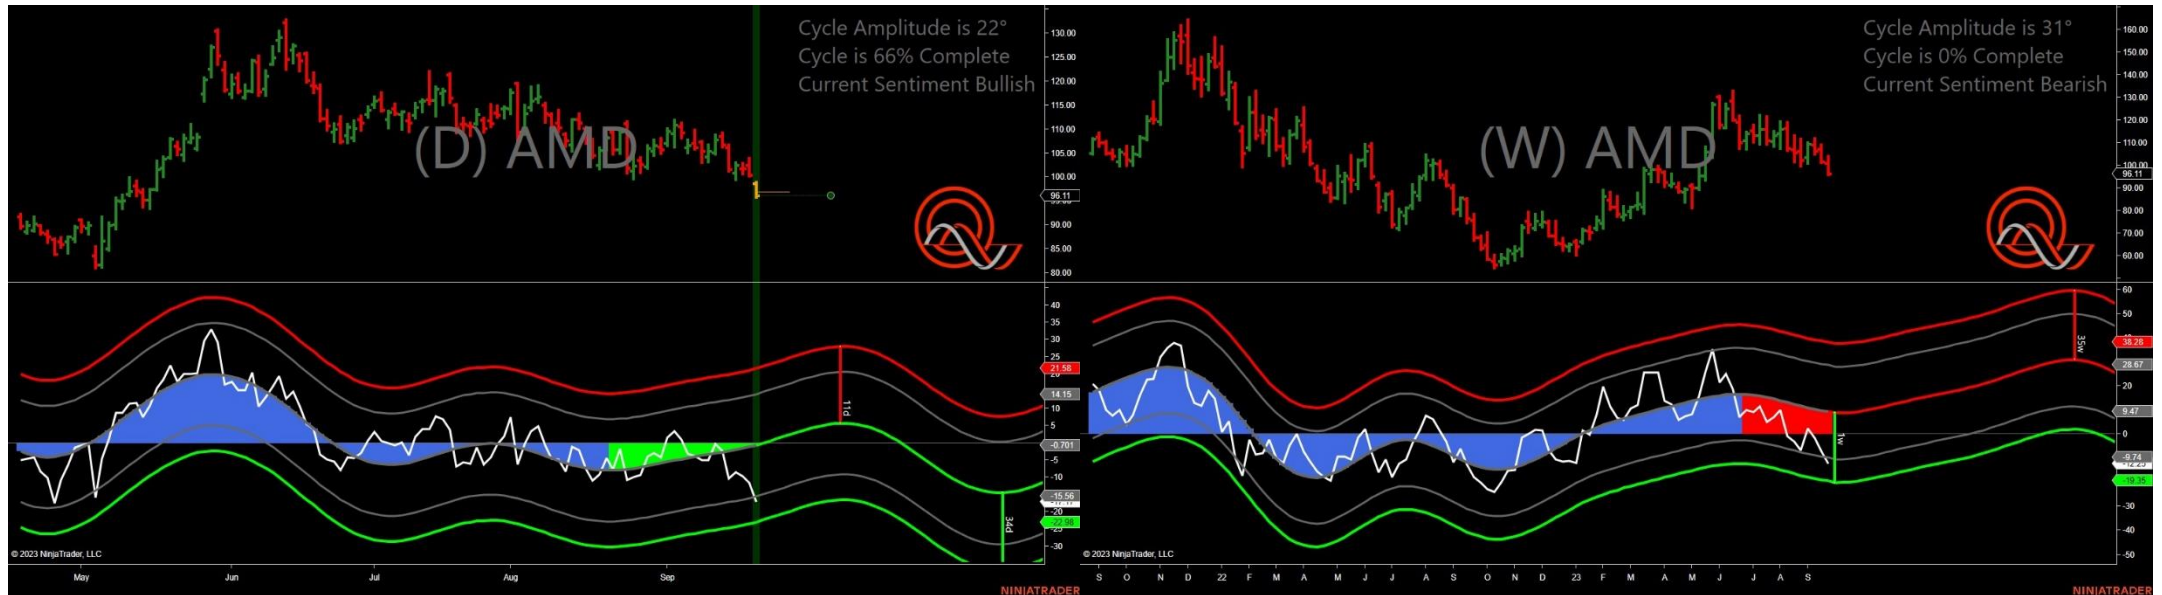 Cycle Amplitude is 22°
Cycle is 66% Complete
Current Sentiment Bullish
(D) AMD
130.00
125.00
120.00
115.00
110.00
105.00
100.00
96.11
90.00
85.00
80.00
40
35
30
25
21.58
14.15
10
5
-0.701
-5
-10
-15.56
-22.98
-30
11d
34d
© 2023 NinjaTrader, LLC
May
Jun
Jul
Aug
Sep
NINJATRADER
Cycle Amplitude is 31°
Cycle is 0% Complete
Current Sentiment Bearish
(W) AMD
160.00
150.00
140.00
130.00
120.00
110.00
100.00
96.11
90.00
80.00
70.00
60.00
60
50
38.28
28.67
20
9.47
0
-9.74
-19.35
-30
-40
-50
35w
1w
© 2023 NinjaTrader, LLC
S O N D 22 F M A M J J A S O N D 23 F M A M J J A S
NINJATRADER